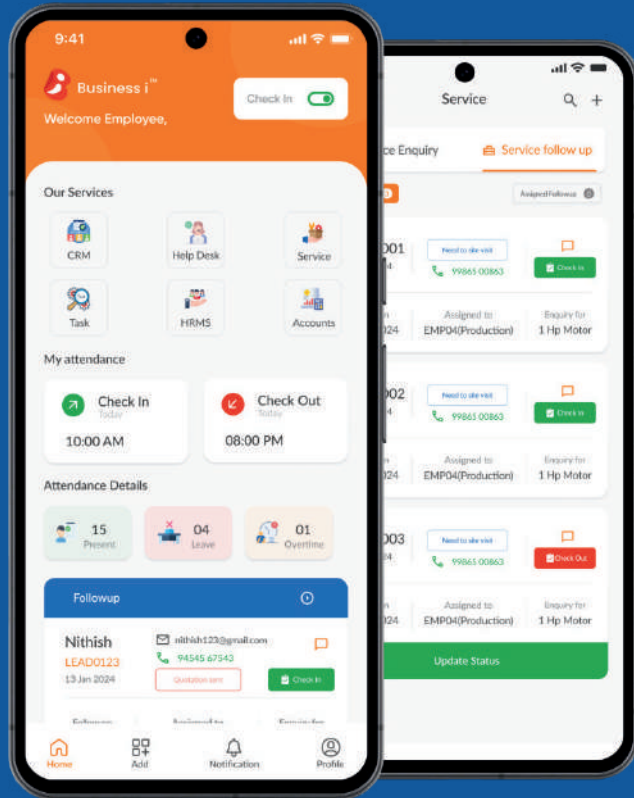 9:41
Business i™
Welcome Employee,
Check In
Our Services
CRM
Help Desk
Service
Task
HRMS
Accounts
My attendance
Check In
Today
10:00 AM
Check Out
Today
08:00 PM
Attendance Details
15
Present
04
Leave
01
Overtime
Followup
Nithish
LEAD0123
13 Jan 2024
nithish123@gmail.com
94545 67543
Quotation sent
Check In
Assigned to
Enquiry for
Home
Add
Notification
Profile
Service
ce Enquiry
Service follow up
Assigned Followup
001
Need to site visit
99865 00863
Check In
024
Assigned to
EMP04(Production)
Enquiry for
1 Hp Motor
002
Need to site visit
99865 00863
Check In
024
Assigned to
EMP04(Production)
Enquiry for
1 Hp Motor
003
Need to site visit
99865 00863
Check Out
024
Assigned to
EMP04(Production)
Enquiry for
1 Hp Motor
Update Status